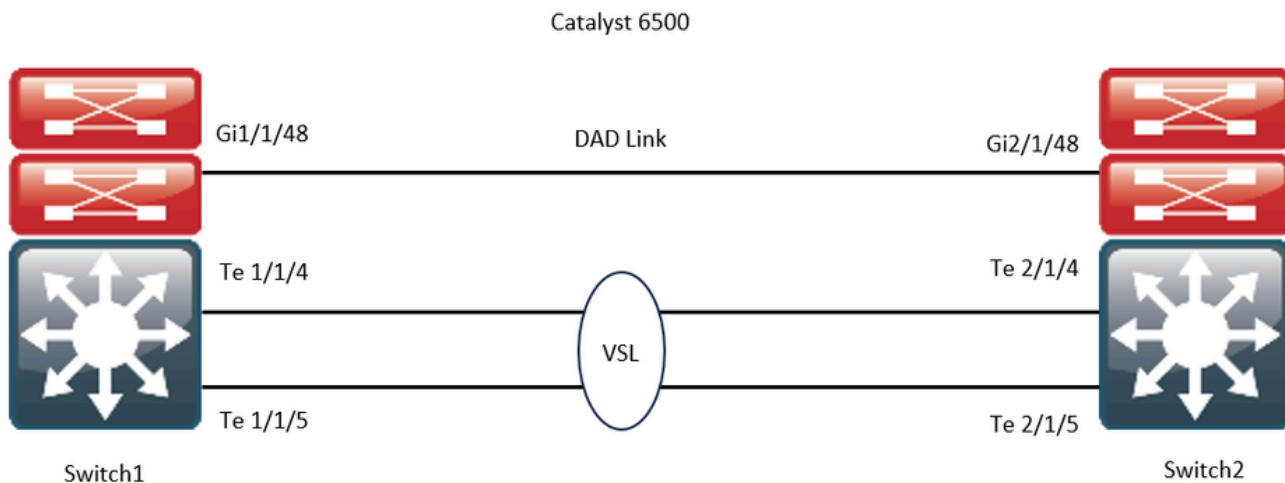 Catalyst 6500
Gi1/1/48
DAD Link
Gi2/1/48
Te 1/1/4
Te 2/1/4
VSL
Te 1/1/5
Te 2/1/5
Switch1
Switch2